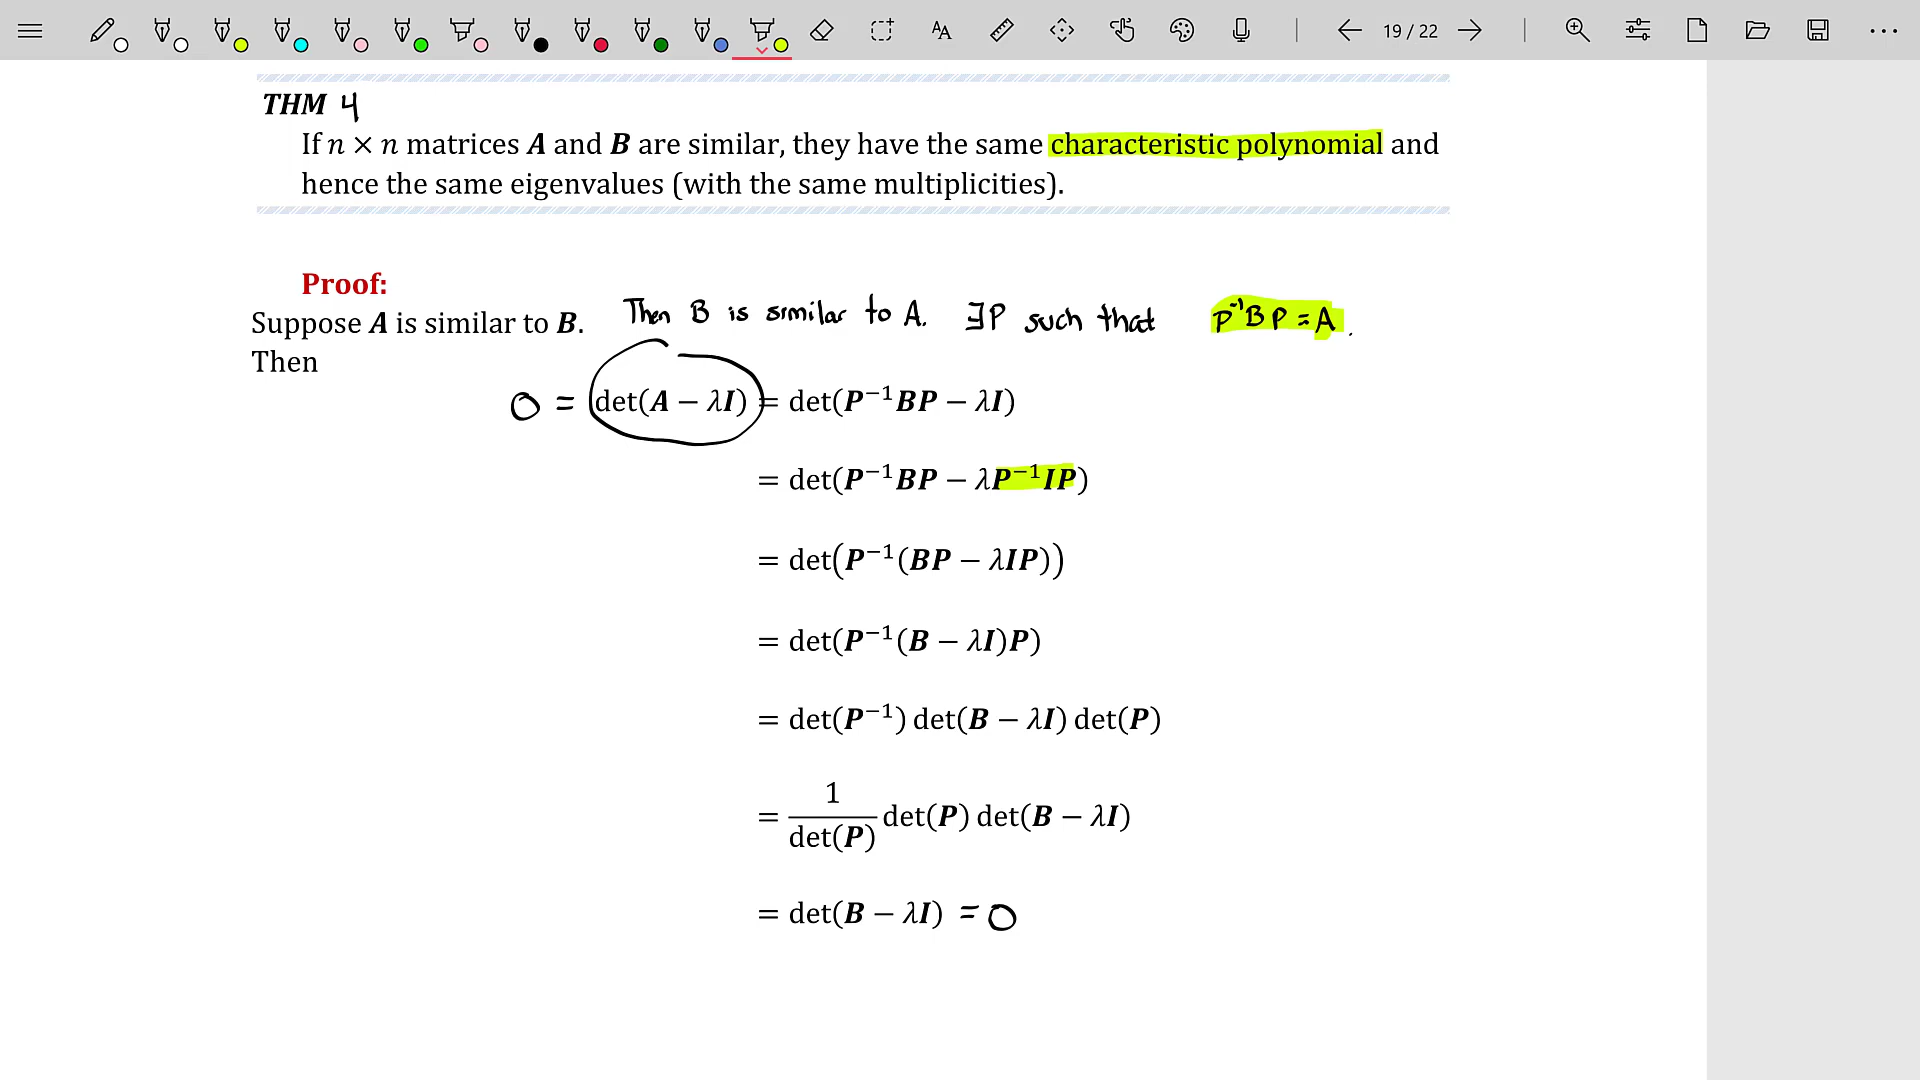 19 / 22
THM 4
If n × n matrices A and B are similar, they have the same characteristic polynomial and
hence the same eigenvalues (with the same multiplicities).
Proof:
Suppose A is similar to B. Then B is similar to A. ∃P such that P⁻¹BP = A.
Then
0 = det(A − λI) = det(P⁻¹BP − λI)
= det(P⁻¹BP − λP⁻¹IP)
= det(P⁻¹(BP − λIP))
= det(P⁻¹(B − λI)P)
= det(P⁻¹) det(B − λI) det(P)
= 1/det(P) det(P) det(B − λI)
= det(B − λI) = 0